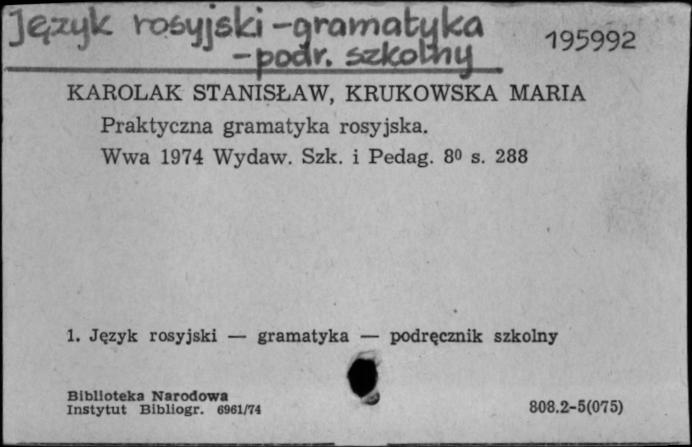 Język rosyjski - gramatyka
- podr. szkolny
195992
KAROLAK STANISŁAW, KRUKOWSKA MARIA
Praktyczna gramatyka rosyjska.
Wwa 1974 Wydaw. Szk. i Pedag. 8⁰ s. 288
1. Język rosyjski — gramatyka — podręcznik szkolny
Biblioteka Narodowa
Instytut Bibliogr. 6961/74
808.2-5(075)